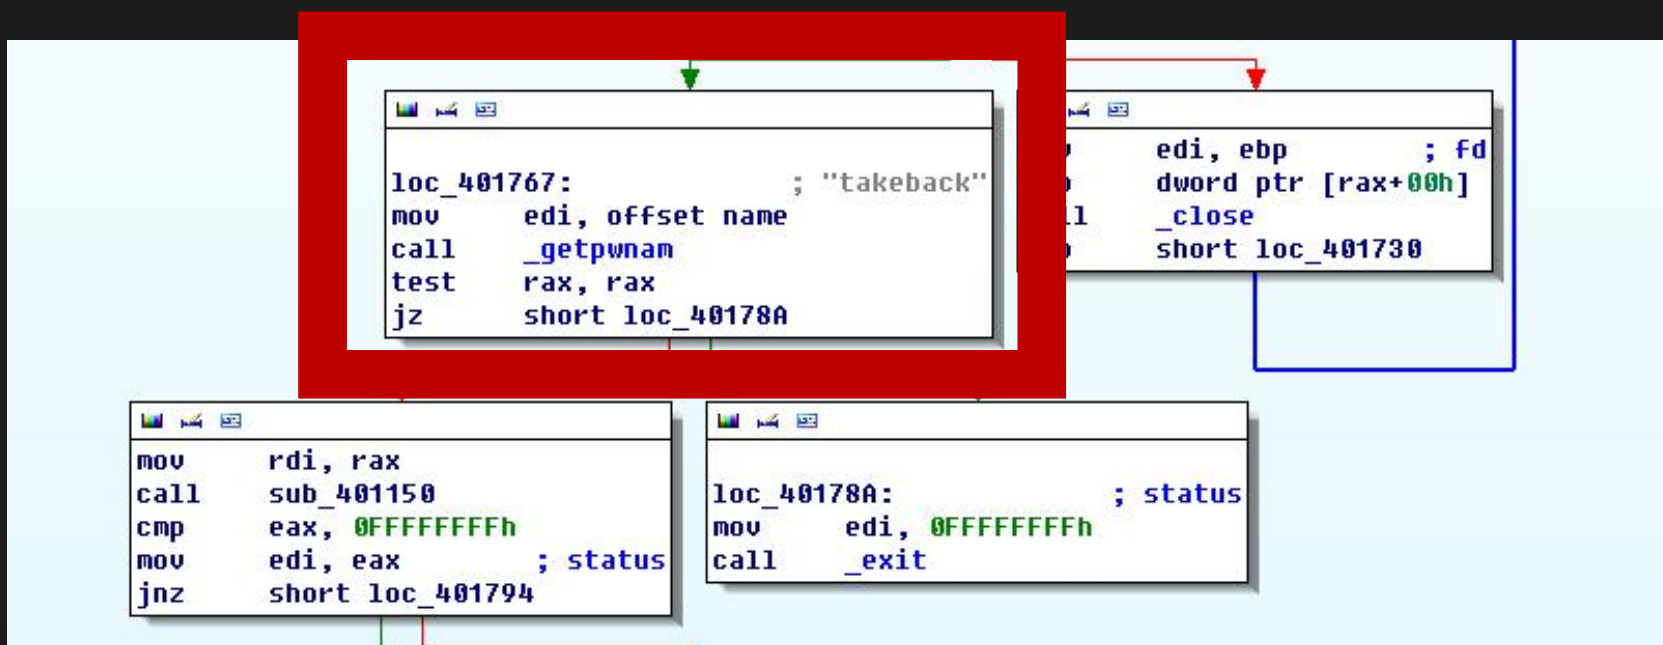 loc_401767: ; "takeback"
mov edi, offset name
call _getpwnam
test rax, rax
jz short loc_40178A
edi, ebp ; fd
dword ptr [rax+00h]
_close
short loc_401730
mov rdi, rax
call sub_401150
cmp eax, 0FFFFFFFFh
mov edi, eax ; status
jnz short loc_401794
loc_40178A: ; status
mov edi, 0FFFFFFFFh
call _exit